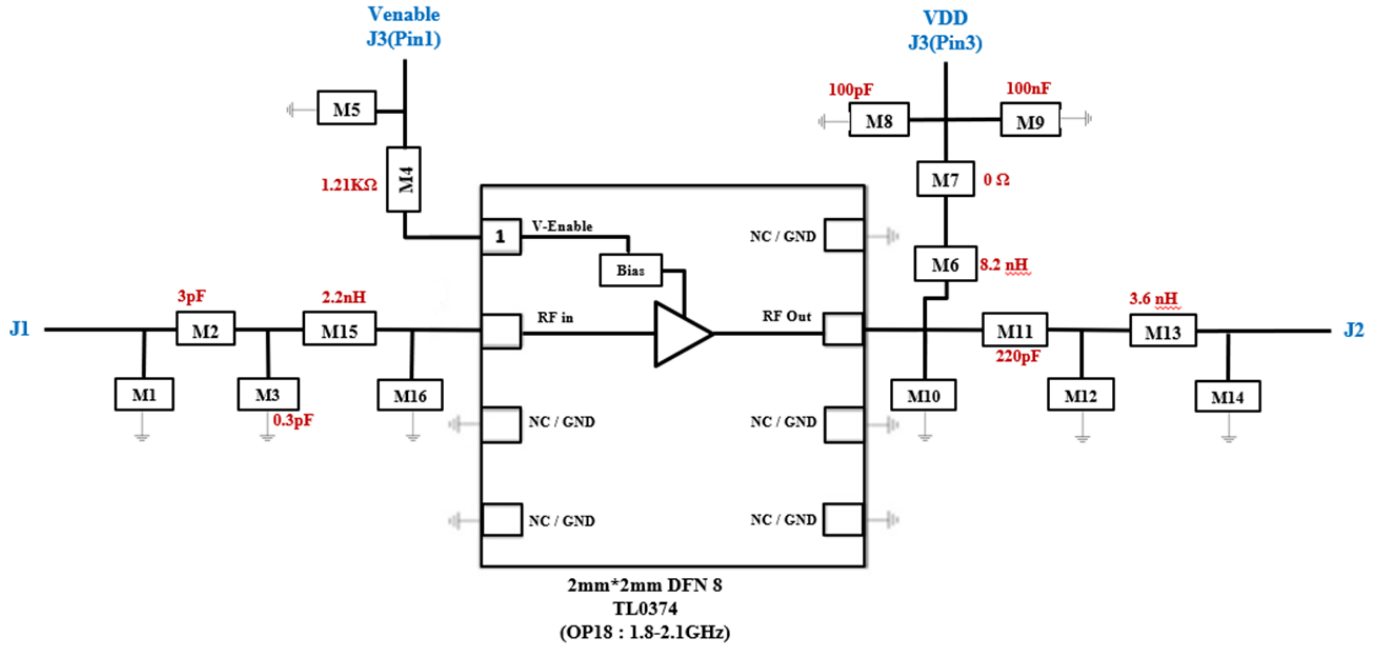 Venable
J3(Pin1)
VDD
J3(Pin3)
M5
100pF
M8
100nF
M9
1.21KΩ
M4
M7
0 Ω
1
V-Enable
NC / GND
Bias
M6
8.2 nH
J1
3pF
M2
2.2nH
M15
RF in
RF Out
M11
220pF
3.6 nH
M13
J2
M1
M3
0.3pF
M16
M10
M12
M14
NC / GND
NC / GND
NC / GND
NC / GND
2mm*2mm DFN 8
TL0374
(OP18 : 1.8-2.1GHz)